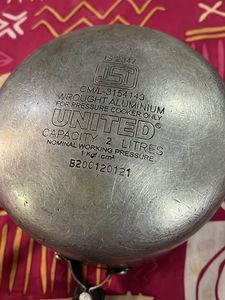 IS 2347
ISI
CM/L-3154143
WROUGHT ALUMINIUM
FOR PRESSURE COOKER ONLY
UNITED®
CAPACITY 2 LITRES
NOMINAL WORKING PRESSURE
1 kgf/cm²
B200120121